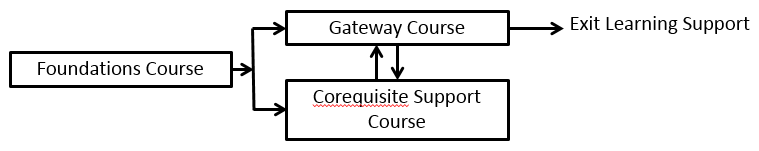 Gateway Course
Exit Learning Support
Foundations Course
Corequisite Support
Course